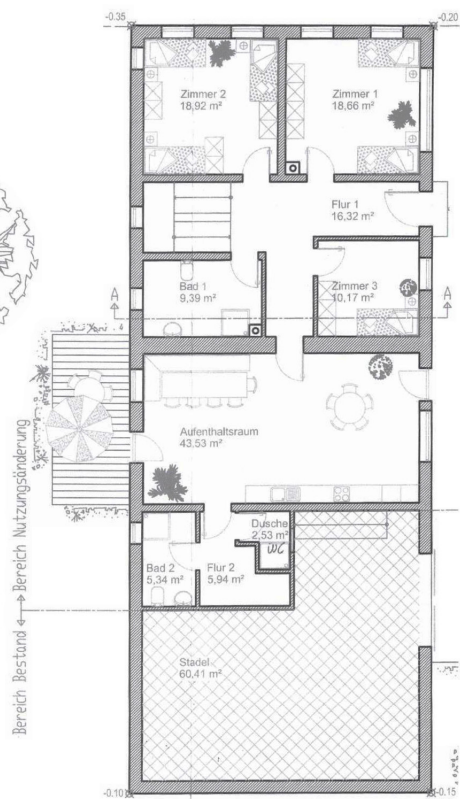 -0.35
-0.20
Zimmer 2
18,92 m²
Zimmer 1
18,66 m²
Flur 1
16,32 m²
A
Bad 1
9,39 m²
Zimmer 3
10,17 m²
A
Aufenthaltsraum
43,53 m²
Bereich Bestand
Bereich Nutzungsänderung
Dusche
2,53 m²
Bad 2
5,34 m²
Flur 2
5,94 m²
Stadel
60,41 m²
-0.10
-0.15